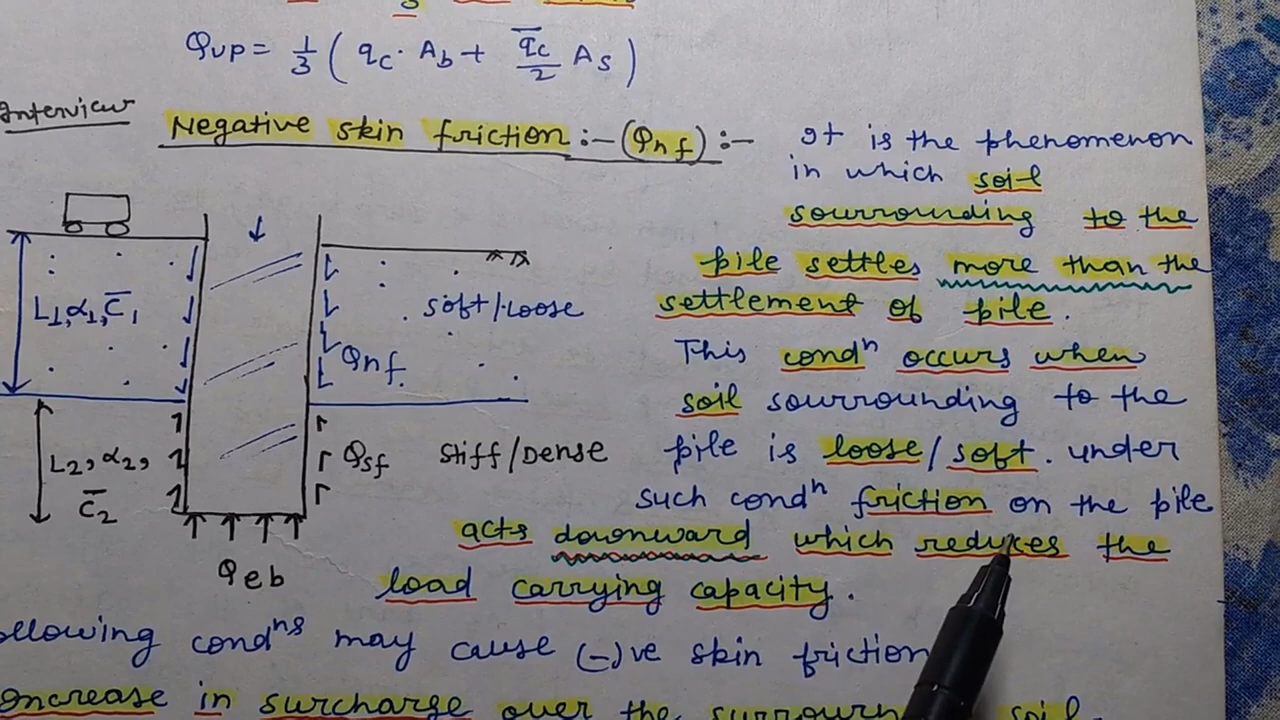 Qup = 1/3 ( qc · Ab + q̄c/2 As )
Interview
Negative skin friction :- (Qnf) :-
It is the phenomenon
in which soil
sourrounding to the
pile settles more than the
settlement of pile.
This condⁿ occurs when
soil sourrounding to the
pile is loose/soft. under
such condⁿ friction on the pile
acts downward which reduces the
load carrying capacity.
L1, α1, C̄1
soft/loose
Qnf.
L2, α2,
C̄2
Qsf
stiff/Dense
Qeb
ollowing condⁿs may cause (-)ve skin friction
Increase in surcharge over the surroun soil.